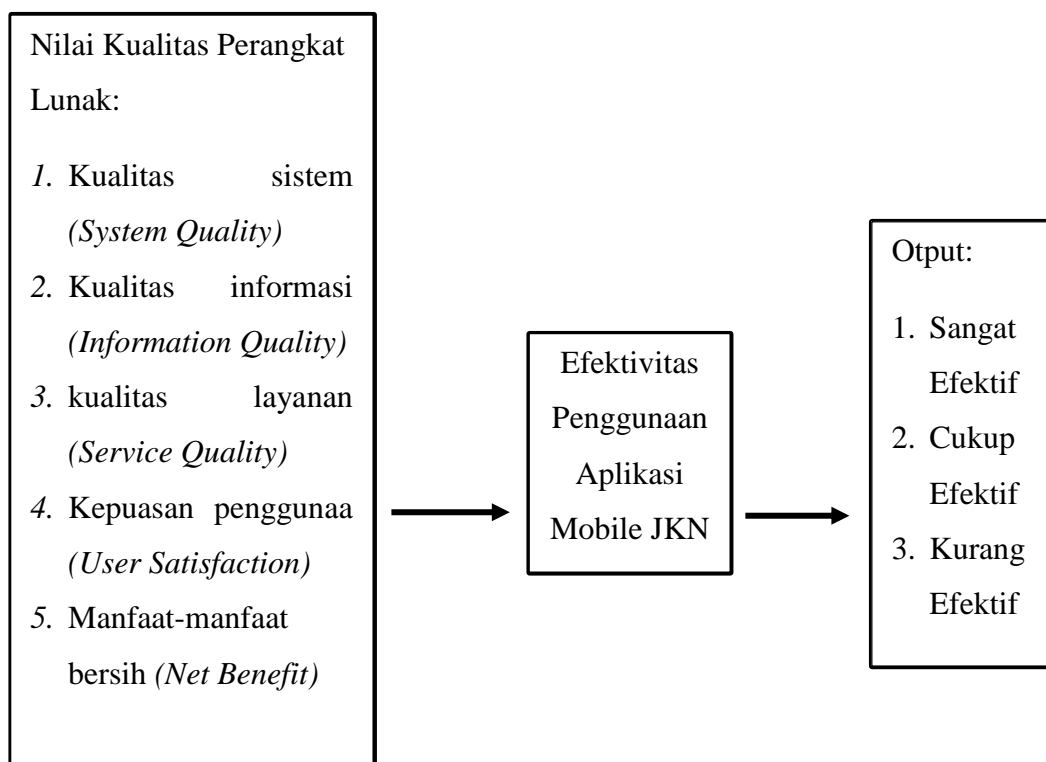 Nilai Kualitas Perangkat
Lunak:
1. Kualitas sistem
(System Quality)
2. Kualitas informasi
(Information Quality)
3. kualitas layanan
(Service Quality)
4. Kepuasan penggunaa
(User Satisfaction)
5. Manfaat-manfaat
bersih (Net Benefit)
Efektivitas
Penggunaan
Aplikasi
Mobile JKN
Otput:
1. Sangat
Efektif
2. Cukup
Efektif
3. Kurang
Efektif